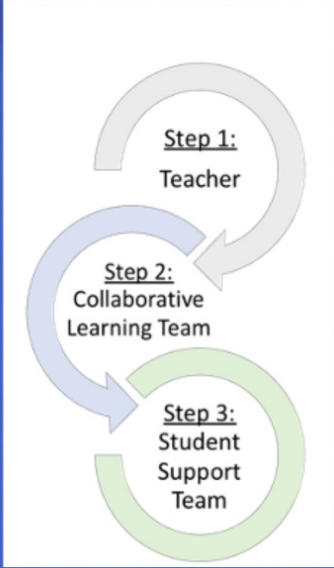 Step 1:
Teacher
Step 2:
Collaborative
Learning Team
Step 3:
Student
Support
Team